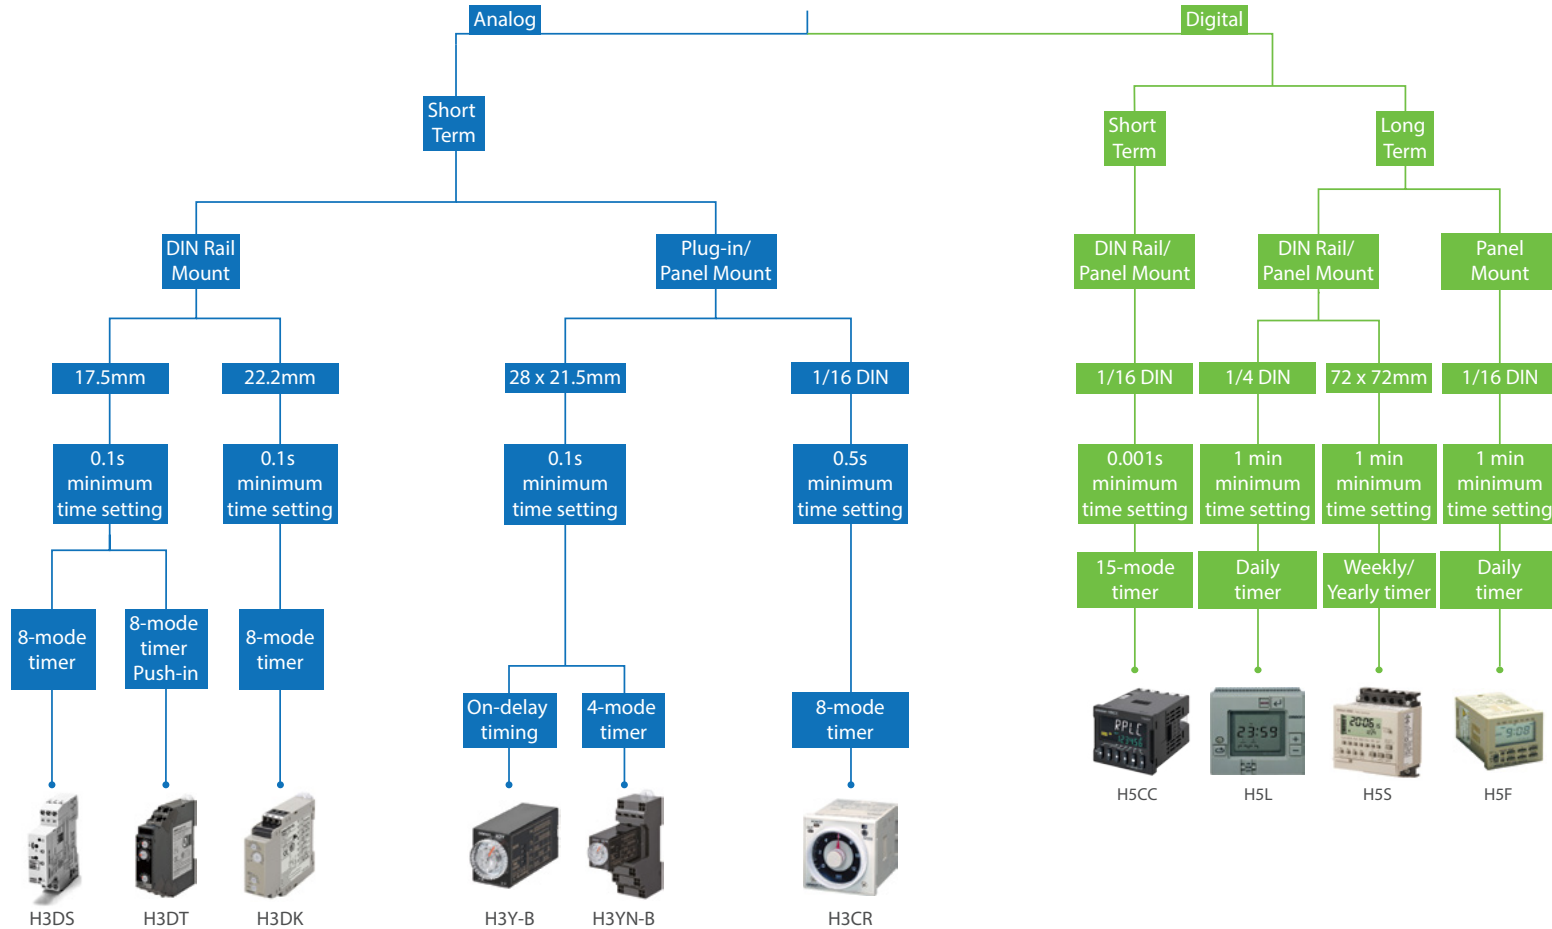 Analog
Digital
Short
Term
Short
Term
Long
Term
DIN Rail
Mount
Plug-in/
Panel Mount
DIN Rail/
Panel Mount
DIN Rail/
Panel Mount
Panel
Mount
17.5mm
22.2mm
28 x 21.5mm
1/16 DIN
1/16 DIN
1/4 DIN
72 x 72mm
1/16 DIN
0.1s
minimum
time setting
0.1s
minimum
time setting
0.1s
minimum
time setting
0.5s
minimum
time setting
0.001s
minimum
time setting
1 min
minimum
time setting
1 min
minimum
time setting
1 min
minimum
time setting
15-mode
timer
Daily
timer
Weekly/
Yearly timer
Daily
timer
8-mode
timer
8-mode
timer
Push-in
8-mode
timer
On-delay
timing
4-mode
timer
8-mode
timer
23:59
20:06
9:08
H5CC
H5L
H5S
H5F
H3DS
H3DT
H3DK
H3Y-B
H3YN-B
H3CR